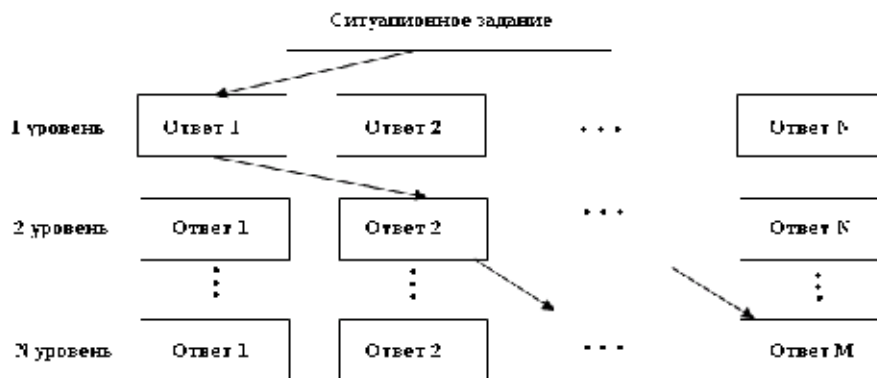 Ситуационное задание
1 уровень Ответ 1 Ответ 2 ... Ответ N
2 уровень Ответ 1 Ответ 2 ... Ответ N
N уровень Ответ 1 Ответ 2 ... Ответ M